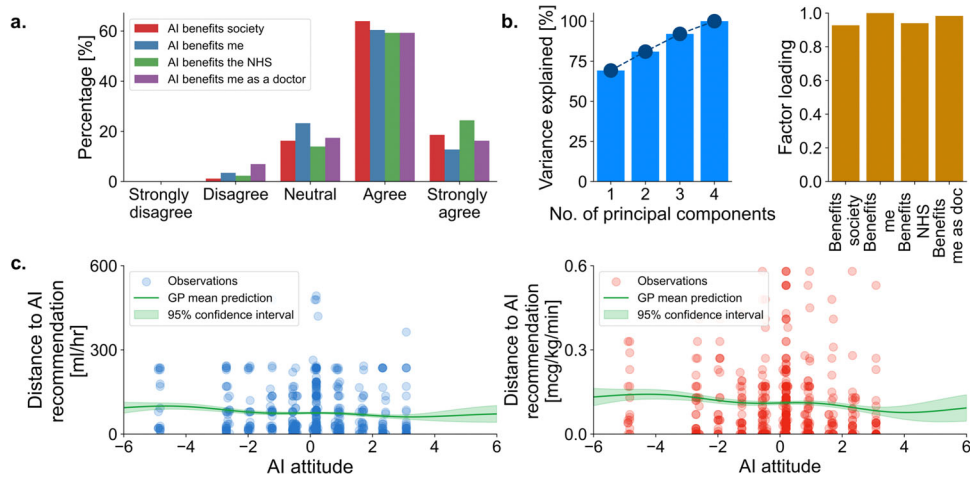 a.
Percentage [%]
60
40
20
0
AI benefits society
AI benefits me
AI benefits the NHS
AI benefits me as a doctor
Strongly
disagree
Disagree
Neutral
Agree
Strongly
agree
b.
Variance explained [%]
100
75
50
25
0
1 2 3 4
No. of principal components
Factor loading
1.0
0.8
0.6
0.4
0.2
0.0
Benefits
society
Benefits
me
Benefits
NHS
Benefits
me as doc
c.
Distance to AI
recommendation
[ml/hr]
600
300
0
Observations
GP mean prediction
95% confidence interval
−6 −4 −2 0 2 4 6
AI attitude
Distance to AI
recommendation
[mcg/kg/min]
0.6
0.3
0.0
Observations
GP mean prediction
95% confidence interval
−6 −4 −2 0 2 4 6
AI attitude